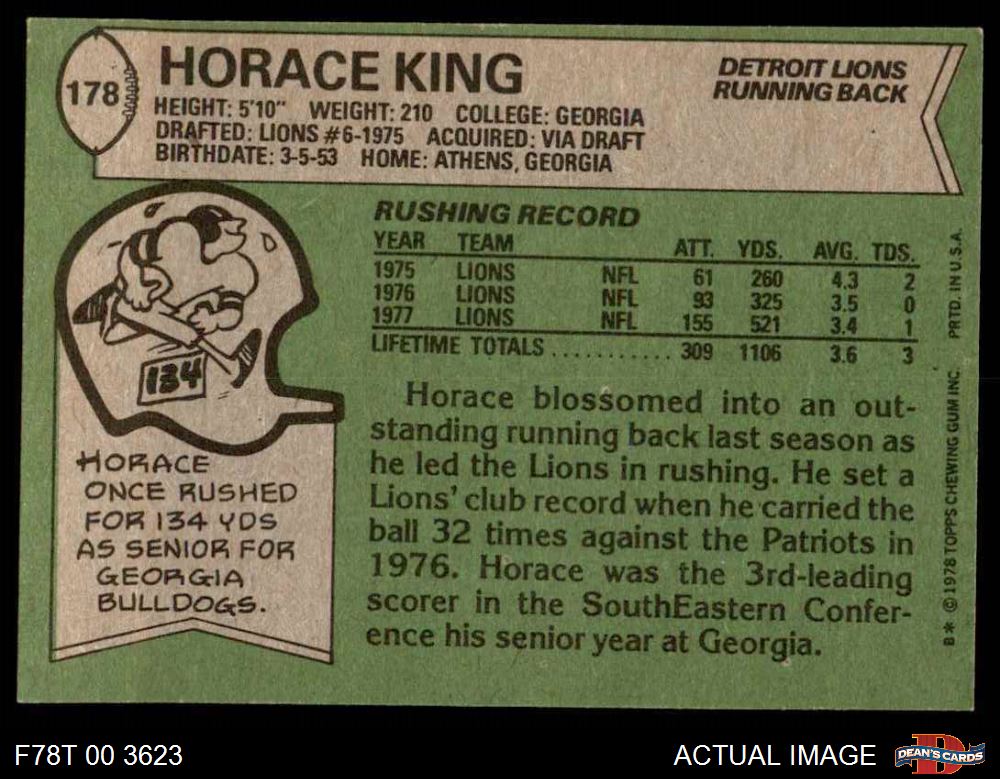 178
HORACE KING
DETROIT LIONS
RUNNING BACK
HEIGHT: 5'10" WEIGHT: 210 COLLEGE: GEORGIA
DRAFTED: LIONS #6-1975 ACQUIRED: VIA DRAFT
BIRTHDATE: 3-5-53 HOME: ATHENS, GEORGIA
134
HORACE
ONCE RUSHED
FOR 134 YDS
AS SENIOR FOR
GEORGIA
BULLDOGS.
RUSHING RECORD
YEAR TEAM ATT. YDS. AVG. TDS.
1975 LIONS NFL 61 260 4.3 2
1976 LIONS NFL 93 325 3.5 0
1977 LIONS NFL 155 521 3.4 1
LIFETIME TOTALS ........... 309 1106 3.6 3
Horace blossomed into an out-
standing running back last season as
he led the Lions in rushing. He set a
Lions' club record when he carried the
ball 32 times against the Patriots in
1976. Horace was the 3rd-leading
scorer in the SouthEastern Confer-
ence his senior year at Georgia.
B* © 1978 TOPPS CHEWING GUM INC. PRTD. IN U.S.A.
F78T 00 3623
ACTUAL IMAGE
D
DEAN'S CARDS